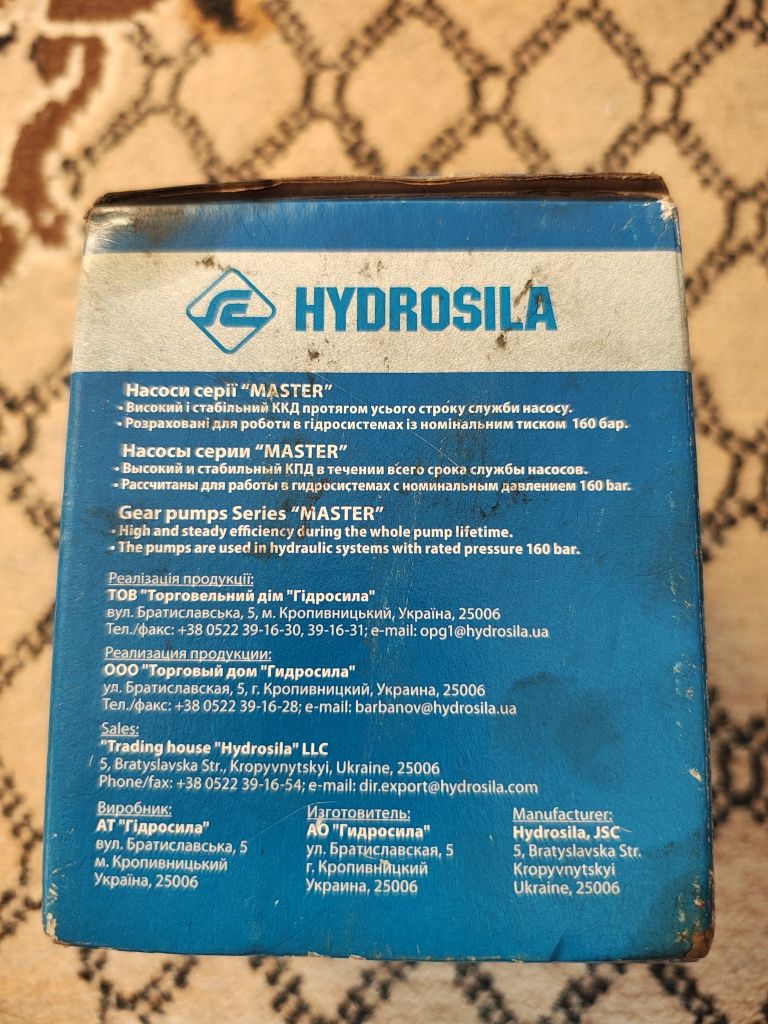 HYDROSILA
Насоси серії “MASTER”
• Високий і стабільний ККД протягом усього строку служби насосу.
• Розраховані для роботи в гідросистемах із номінальним тиском 160 бар.
Насосы серии “MASTER”
• Высокий и стабильный КПД в течении всего срока службы насосов.
• Рассчитаны для работы в гидросистемах с номинальным давлением 160 bar.
Gear pumps Series “MASTER”
• High and steady efficiency during the whole pump lifetime.
• The pumps are used in hydraulic systems with rated pressure 160 bar.
Реалізація продукції:
ТОВ "Торговельний дім "Гідросила"
вул. Братиславська, 5, м. Кропивницький, Україна, 25006
Тел./факс: +38 0522 39-16-30, 39-16-31; e-mail: opg1@hydrosila.ua
Реализация продукции:
ООО "Торговый дом "Гидросила"
ул. Братиславская, 5, г. Кропивницкий, Украина, 25006
Тел./факс: +38 0522 39-16-28; e-mail: barbanov@hydrosila.ua
Sales:
"Trading house "Hydrosila" LLC
5, Bratyslavska Str., Kropyvnytskyi, Ukraine, 25006
Phone/fax: +38 0522 39-16-54; e-mail: dir.export@hydrosila.com
Виробник:
АТ "Гідросила"
вул. Братиславська, 5
м. Кропивницький
Україна, 25006
Изготовитель:
АО "Гидросила"
ул. Братиславская, 5
г. Кропивницкий
Украина, 25006
Manufacturer:
Hydrosila, JSC
5, Bratyslavska Str.
Kropyvnytskyi
Ukraine, 25006